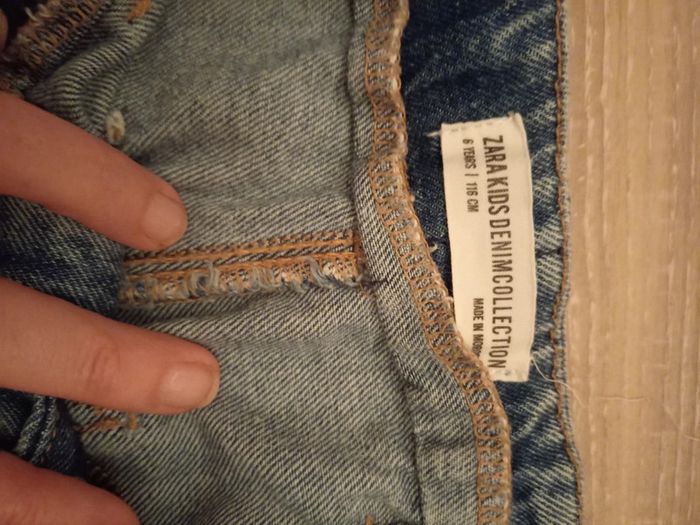 ZARA KIDS DENIM COLLECTION
6 YEARS | 116 CM
MADE IN